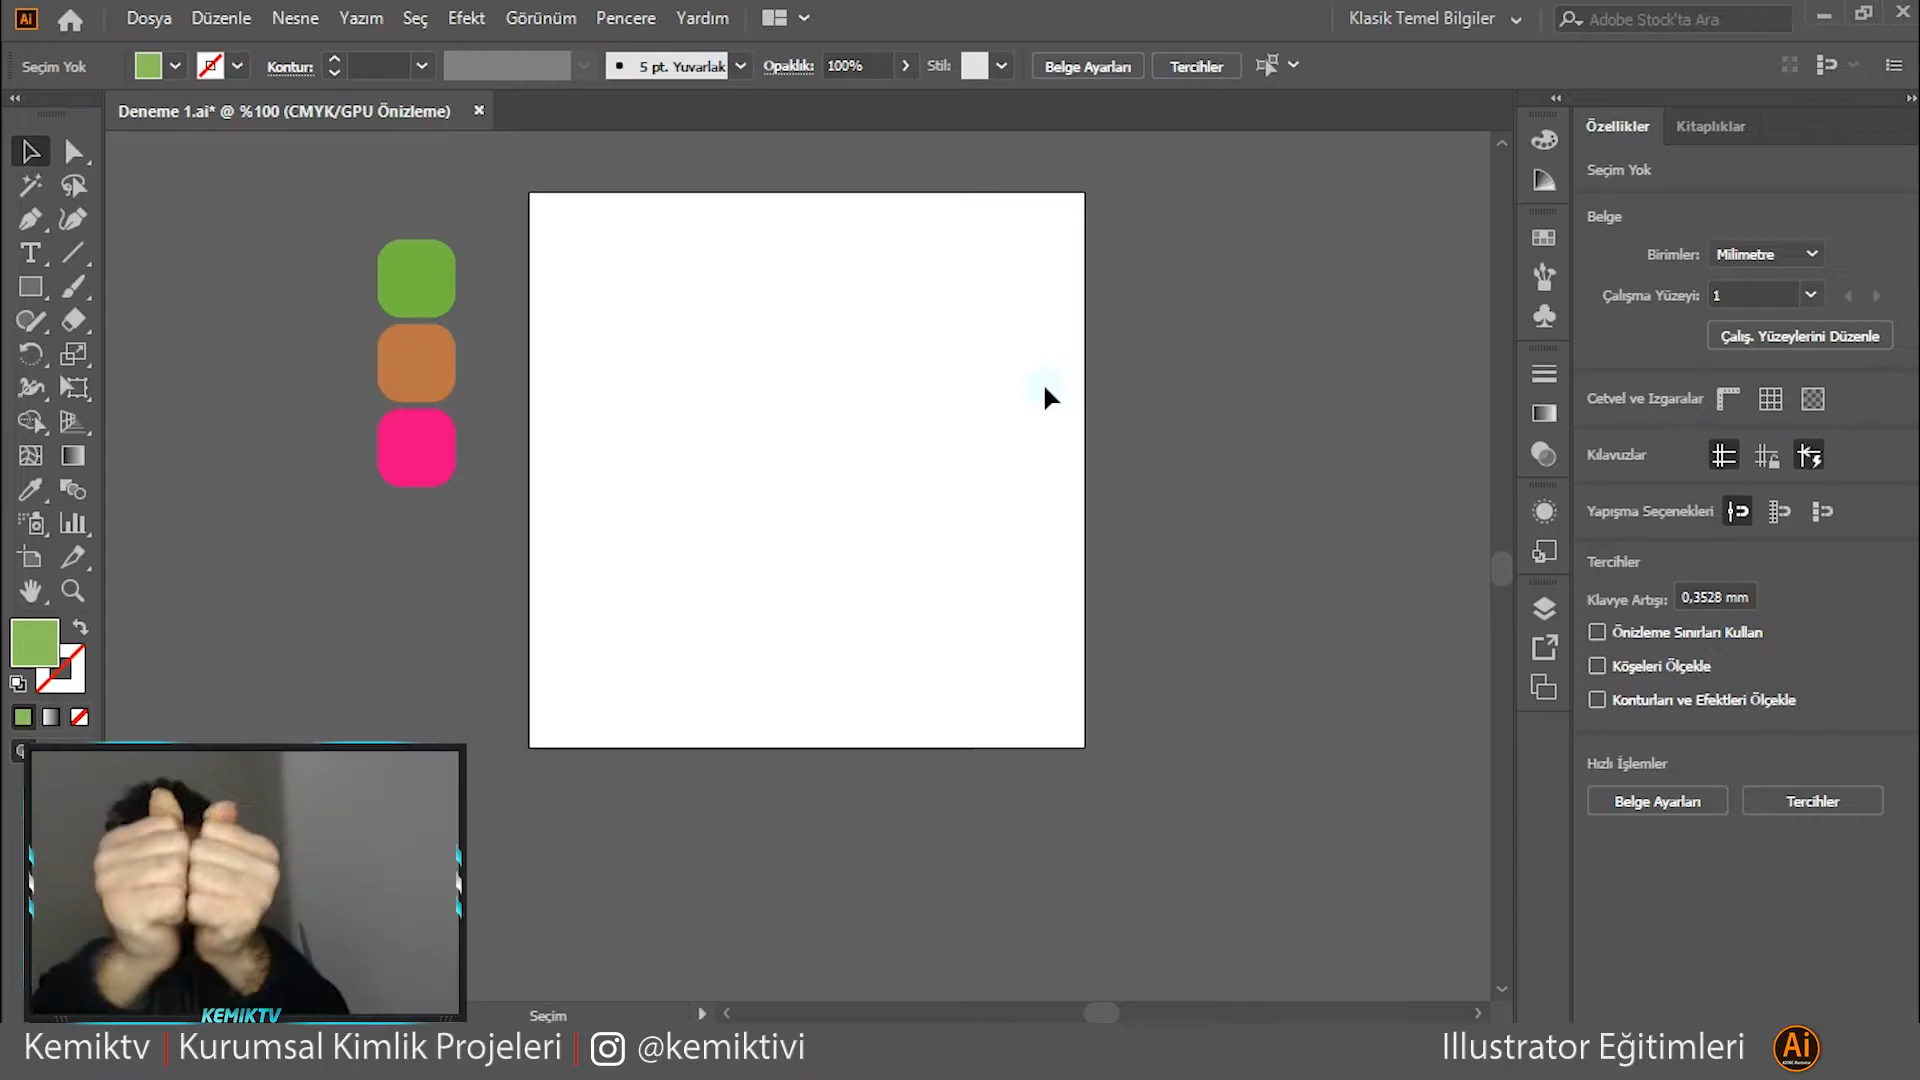 Ai Dosya Düzenle Nesne Yazım Seç Efekt Görünüm Pencere Yardım Klasik Temel Bilgiler Adobe Stock'ta Ara
Seçim Yok Kontur: 5 pt. Yuvarlak Opaklık: 100% Stil: Belge Ayarları Tercihler
Deneme 1.ai* @ %100 (CMYK/GPU Önizleme)
Özellikler Kitaplıklar
Seçim Yok
Belge
Birimler: Milimetre
Çalışma Yüzeyi: 1
Çalış. Yüzeylerini Düzenle
Cetvel ve Izgaralar
Kılavuzlar
Yapışma Seçenekleri
Tercihler
Klavye Artışı: 0,3528 mm
Önizleme Sınırları Kullan
Köşeleri Ölçekle
Konturları ve Efektleri Ölçekle
Hızlı İşlemler
Belge Ayarları Tercihler
KEMIKTV
Seçim
Kemiktv | Kurumsal Kimlik Projeleri | @kemiktivi
Illustrator Eğitimleri Ai